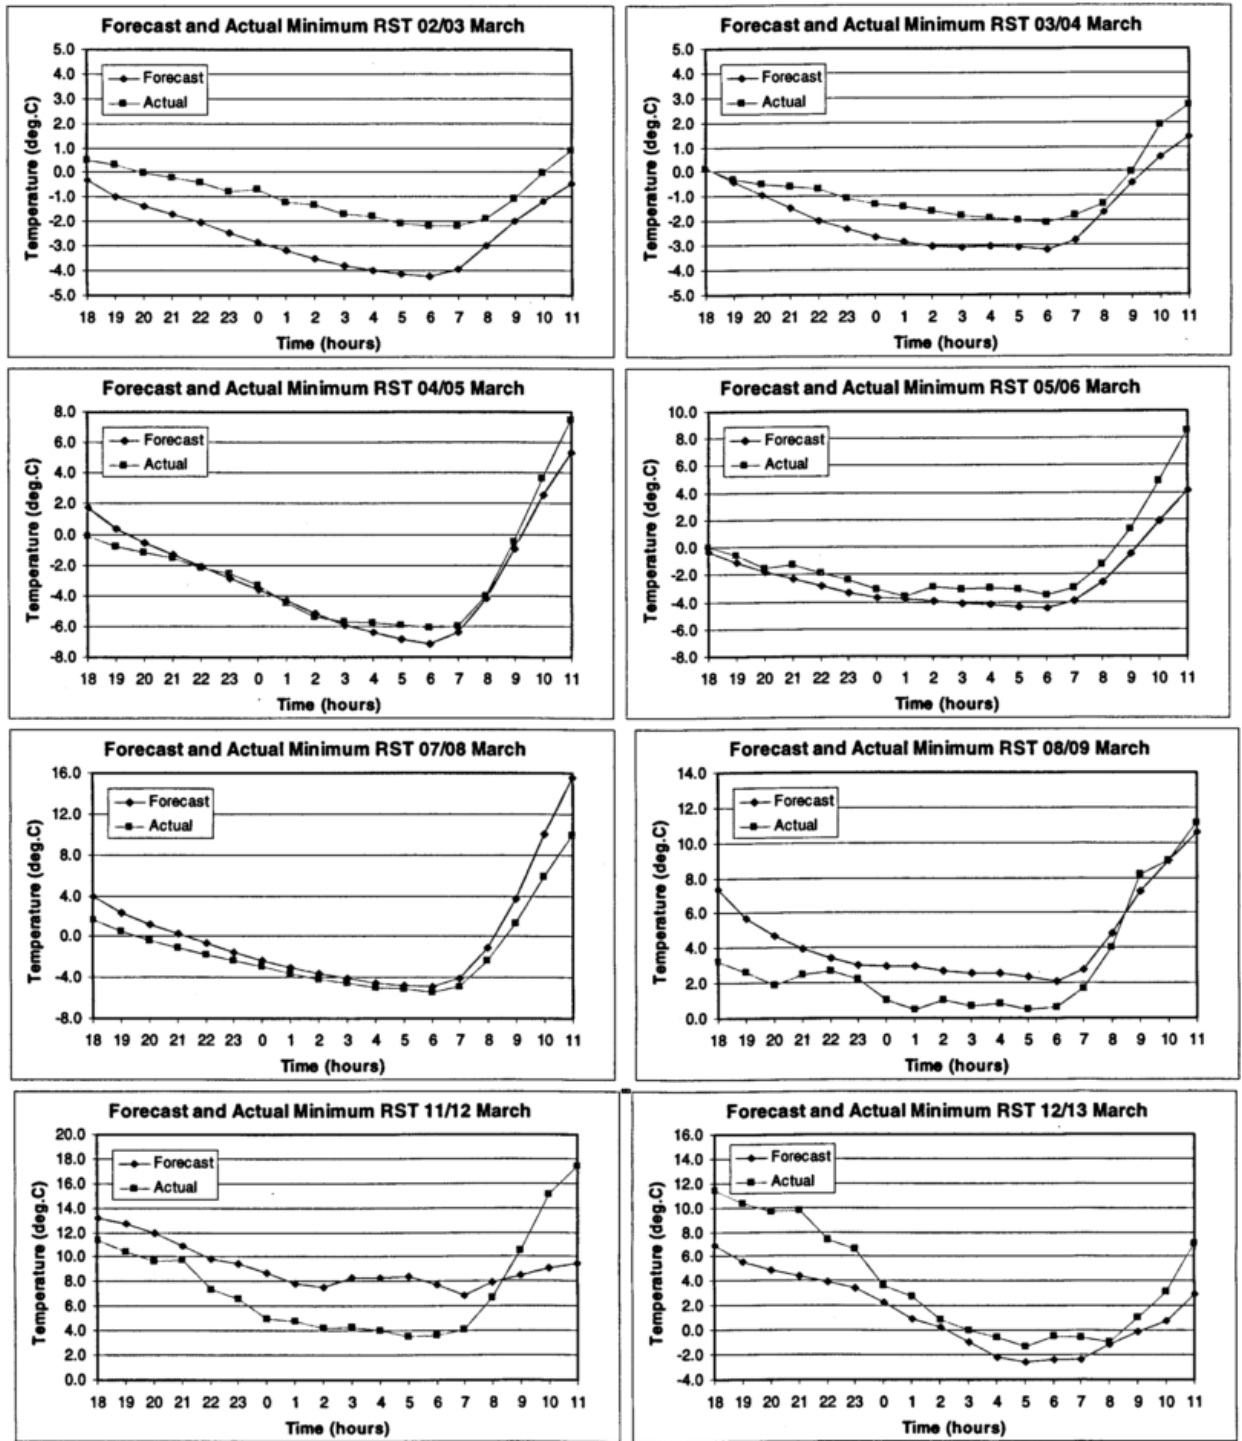 Forecast and Actual Minimum RST 02/03 March
Temperature (deg.C)
5.0
4.0
3.0
2.0
1.0
0.0
-1.0
-2.0
-3.0
-4.0
-5.0
Forecast
Actual
18 19 20 21 22 23 0 1 2 3 4 5 6 7 8 9 10 11
Time (hours)
Forecast and Actual Minimum RST 03/04 March
Temperature (deg.C)
5.0
4.0
3.0
2.0
1.0
0.0
-1.0
-2.0
-3.0
-4.0
-5.0
Forecast
Actual
18 19 20 21 22 23 0 1 2 3 4 5 6 7 8 9 10 11
Time (hours)
Forecast and Actual Minimum RST 04/05 March
Temperature (deg.C)
8.0
6.0
4.0
2.0
0.0
-2.0
-4.0
-6.0
-8.0
Forecast
Actual
18 19 20 21 22 23 0 1 2 3 4 5 6 7 8 9 10 11
Time (hours)
Forecast and Actual Minimum RST 05/06 March
Temperature (deg.C)
10.0
8.0
6.0
4.0
2.0
0.0
-2.0
-4.0
-6.0
-8.0
Forecast
Actual
18 19 20 21 22 23 0 1 2 3 4 5 6 7 8 9 10 11
Time (hours)
Forecast and Actual Minimum RST 07/08 March
Temperature (deg.C)
16.0
12.0
8.0
4.0
0.0
-4.0
-8.0
Forecast
Actual
18 19 20 21 22 23 0 1 2 3 4 5 6 7 8 9 10 11
Time (hours)
Forecast and Actual Minimum RST 08/09 March
Temperature (deg.C)
14.0
12.0
10.0
8.0
6.0
4.0
2.0
0.0
Forecast
Actual
18 19 20 21 22 23 0 1 2 3 4 5 6 7 8 9 10 11
Time (hours)
Forecast and Actual Minimum RST 11/12 March
Temperature (deg.C)
20.0
18.0
16.0
14.0
12.0
10.0
8.0
6.0
4.0
2.0
0.0
Forecast
Actual
18 19 20 21 22 23 0 1 2 3 4 5 6 7 8 9 10 11
Time (hours)
Forecast and Actual Minimum RST 12/13 March
Temperature (deg.C)
16.0
14.0
12.0
10.0
8.0
6.0
4.0
2.0
0.0
-2.0
-4.0
Forecast
Actual
18 19 20 21 22 23 0 1 2 3 4 5 6 7 8 9 10 11
Time (hours)